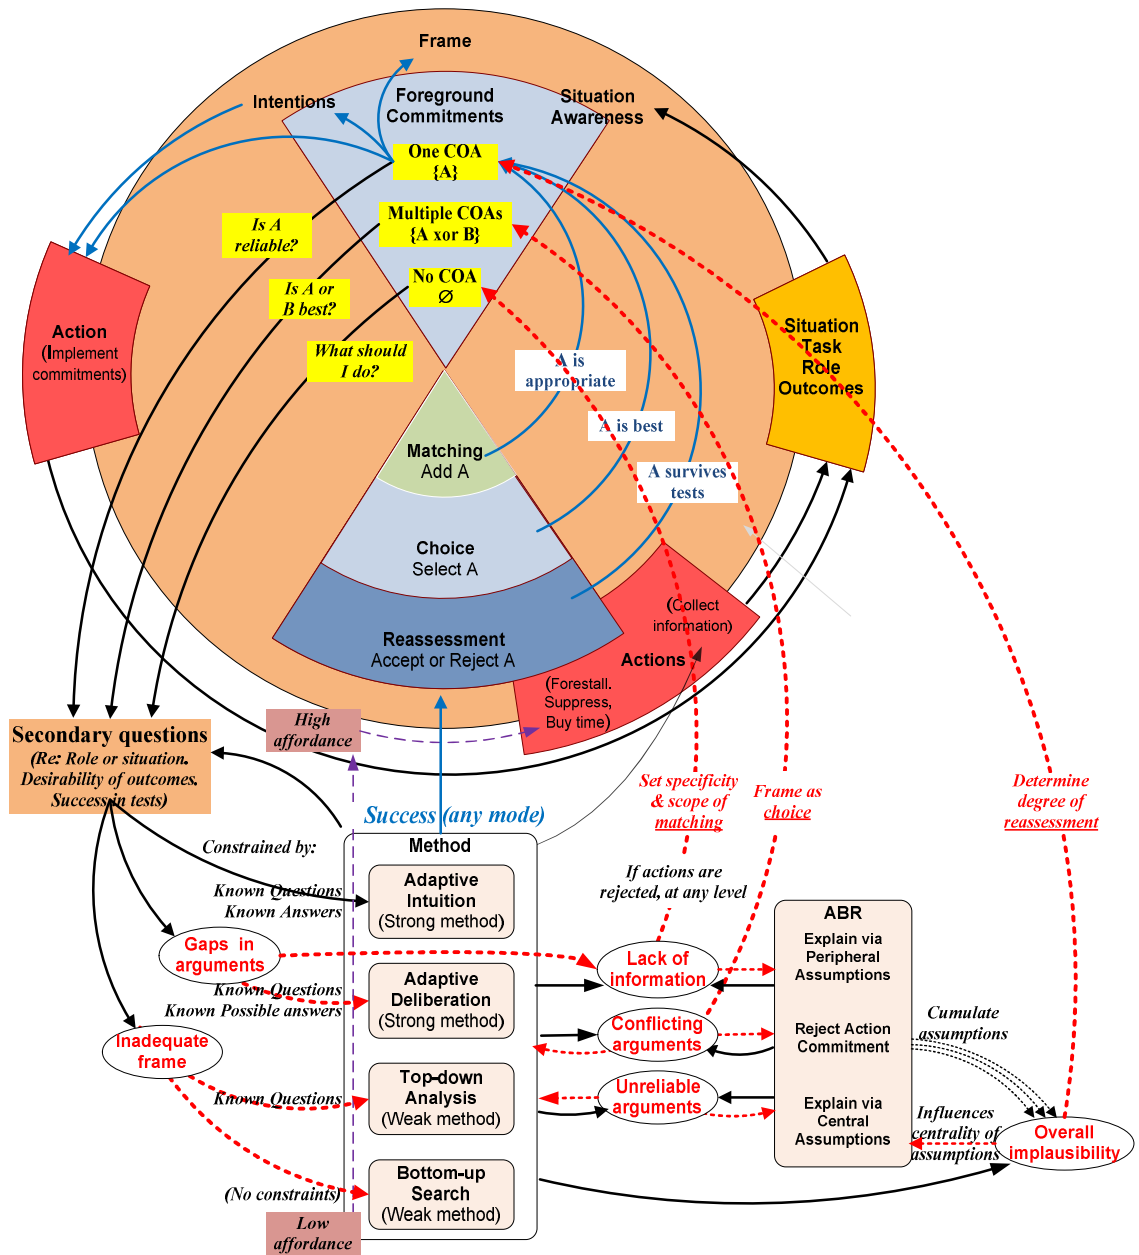 Frame
Intentions
Foreground
Commitments
Situation
Awareness
One COA
{A}
Multiple COAs
{A xor B}
No COA
∅
Is A
reliable?
Is A or
B best?
What should
I do?
Action
(Implement
commitments)
Situation
Task
Role
Outcomes
A is
appropriate
A is best
A survives
tests
Matching
Add A
Choice
Select A
Reassessment
Accept or Reject A
(Collect
information)
Actions
(Forestall.
Suppress,
Buy time)
High
affordance
Secondary questions
(Re: Role or situation.
Desirability of outcomes.
Success in tests)
Set specificity
& scope of
matching
Frame as
choice
Determine
degree of
reassessment
Success (any mode)
Constrained by:
Method
If actions are
rejected, at any level
Known Questions
Known Answers
Adaptive
Intuition
(Strong method)
ABR
Explain via
Peripheral
Assumptions
Gaps in
arguments
Lack of
information
Known Questions
Known Possible answers
Adaptive
Deliberation
(Strong method)
Conflicting
arguments
Reject Action
Commitment
Cumulate
assumptions
Inadequate
frame
Known Questions
Top-down
Analysis
(Weak method)
Unreliable
arguments
Explain via
Central
Assumptions
Influences
centrality of
assumptions
Overall
implausibility
(No constraints)
Bottom-up
Search
(Weak method)
Low
affordance